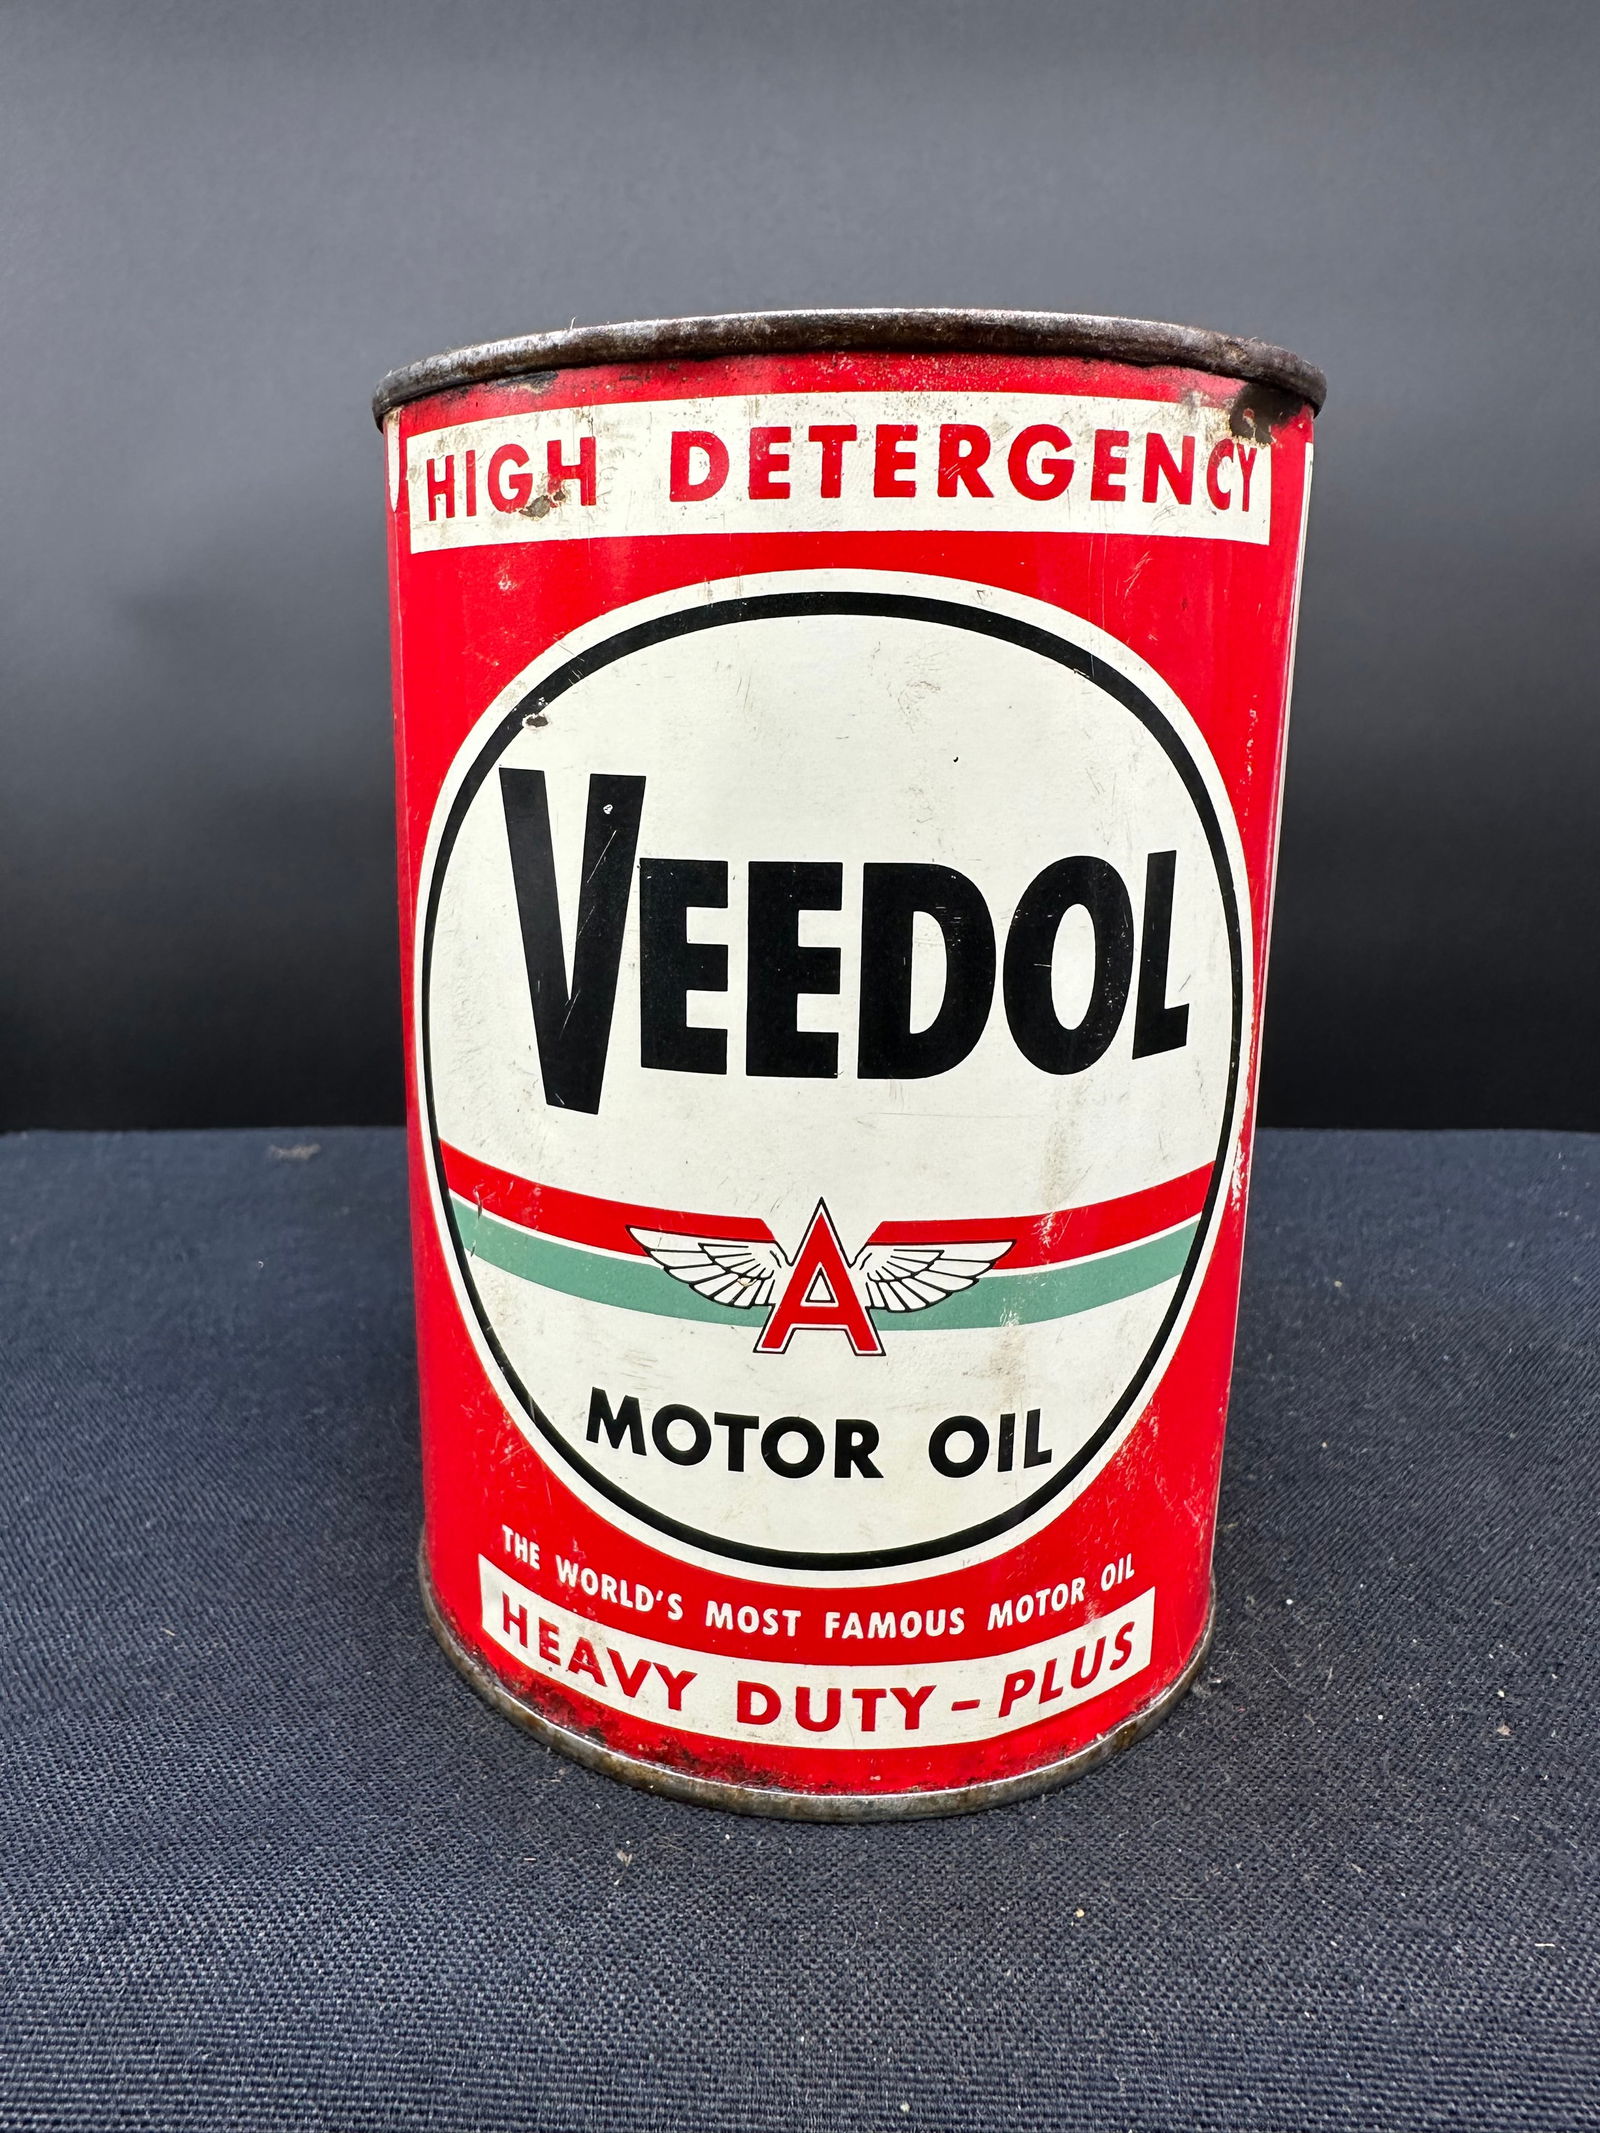 HIGH DETERGENCY
VEEDOL
A
MOTOR OIL
THE WORLD'S MOST FAMOUS MOTOR OIL
HEAVY DUTY-PLUS